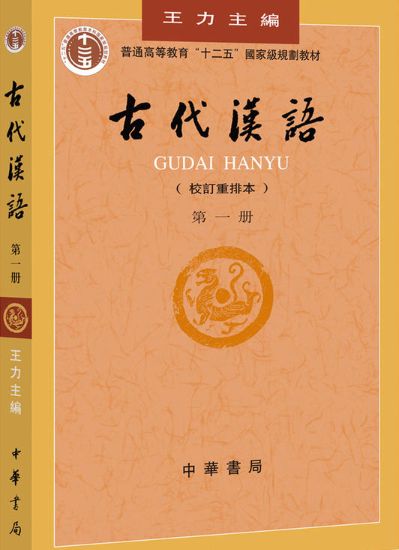 王力主編
普通高等教育“十二五”國家級規劃教材
古代漢語
GUDAI HANYU
（校訂重排本）
第一册
中華書局
古代漢語
第一册
王力主編
中華書局